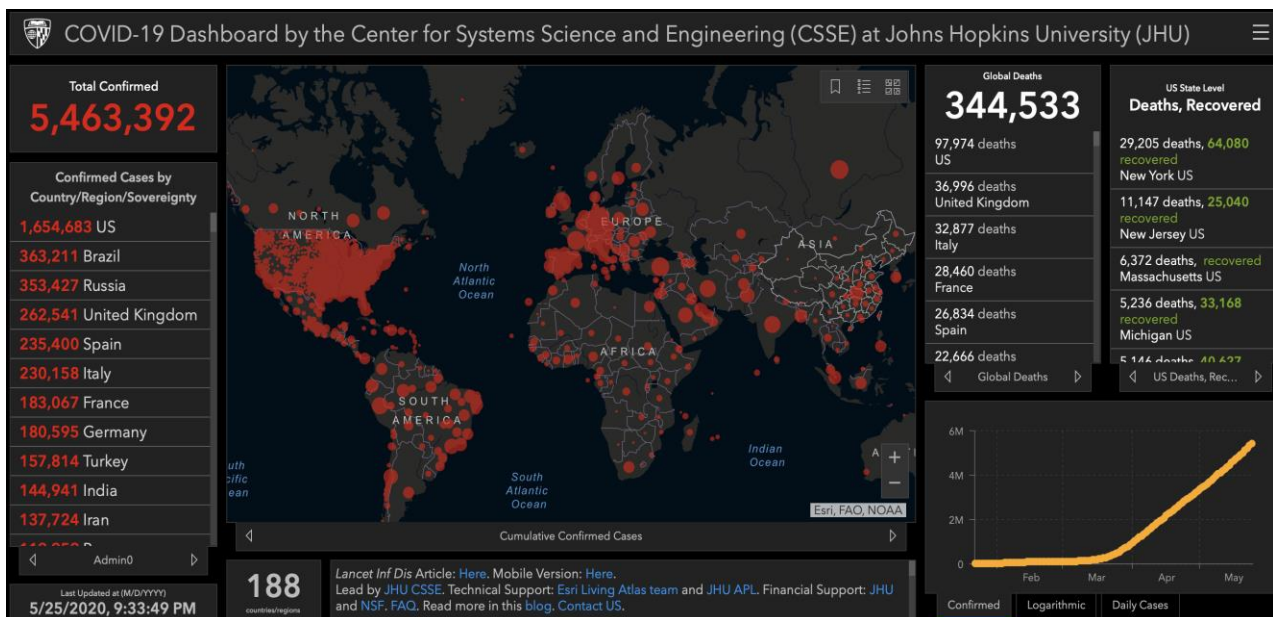 COVID-19 Dashboard by the Center for Systems Science and Engineering (CSSE) at Johns Hopkins University (JHU)
Total Confirmed
5,463,392
Confirmed Cases by
Country/Region/Sovereignty
1,654,683 US
363,211 Brazil
353,427 Russia
262,541 United Kingdom
235,400 Spain
230,158 Italy
183,067 France
180,595 Germany
157,814 Turkey
144,941 India
137,724 Iran
Admin0
Last Updated at (M/D/YYYY)
5/25/2020, 9:33:49 PM
NORTH
AMERICA
North
Atlantic
Ocean
EUROPE
ASIA
AFRICA
SOUTH
AMERICA
Indian
Ocean
South
Atlantic
Ocean
uth
cific
ean
A
+
−
Esri, FAO, NOAA
Cumulative Confirmed Cases
188
countries/regions
Lancet Inf Dis Article: Here. Mobile Version: Here.
Lead by JHU CSSE. Technical Support: Esri Living Atlas team and JHU APL. Financial Support: JHU
and NSF. FAQ. Read more in this blog. Contact US.
Global Deaths
344,533
97,974 deaths
US
36,996 deaths
United Kingdom
32,877 deaths
Italy
28,460 deaths
France
26,834 deaths
Spain
22,666 deaths
Global Deaths
US State Level
Deaths, Recovered
29,205 deaths, 64,080
recovered
New York US
11,147 deaths, 25,040
recovered
New Jersey US
6,372 deaths, recovered
Massachusetts US
5,236 deaths, 33,168
recovered
Michigan US
5,146 deaths, 40,627
US Deaths, Rec...
6M
4M
2M
0
Feb
Mar
Apr
May
Confirmed
Logarithmic
Daily Cases